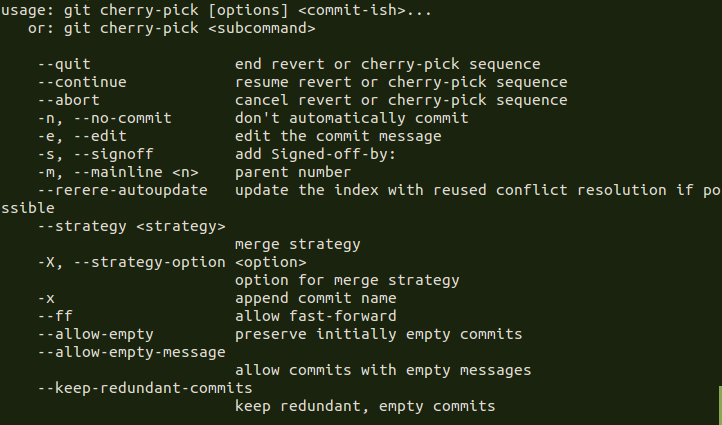 usage: git cherry-pick [options] <commit-ish>...
   or: git cherry-pick <subcommand>

    --quit                end revert or cherry-pick sequence
    --continue            resume revert or cherry-pick sequence
    --abort               cancel revert or cherry-pick sequence
    -n, --no-commit       don't automatically commit
    -e, --edit            edit the commit message
    -s, --signoff         add Signed-off-by:
    -m, --mainline <n>    parent number
    --rerere-autoupdate   update the index with reused conflict resolution if po
ssible
    --strategy <strategy>
                          merge strategy
    -X, --strategy-option <option>
                          option for merge strategy
    -x                    append commit name
    --ff                  allow fast-forward
    --allow-empty         preserve initially empty commits
    --allow-empty-message
                          allow commits with empty messages
    --keep-redundant-commits
                          keep redundant, empty commits